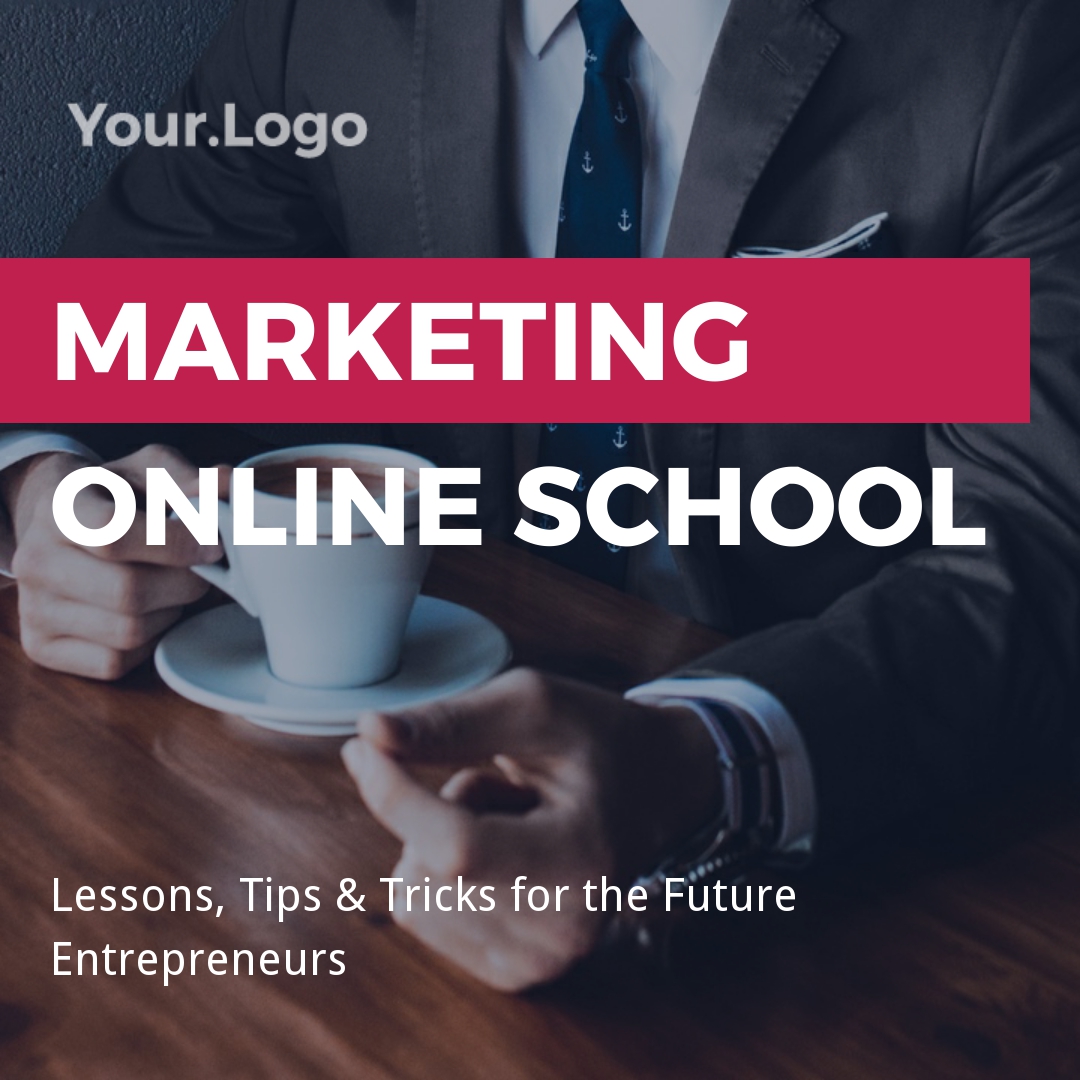 Your.Logo
MARKETING
ONLINE SCHOOL
Lessons, Tips & Tricks for the Future
Entrepreneurs